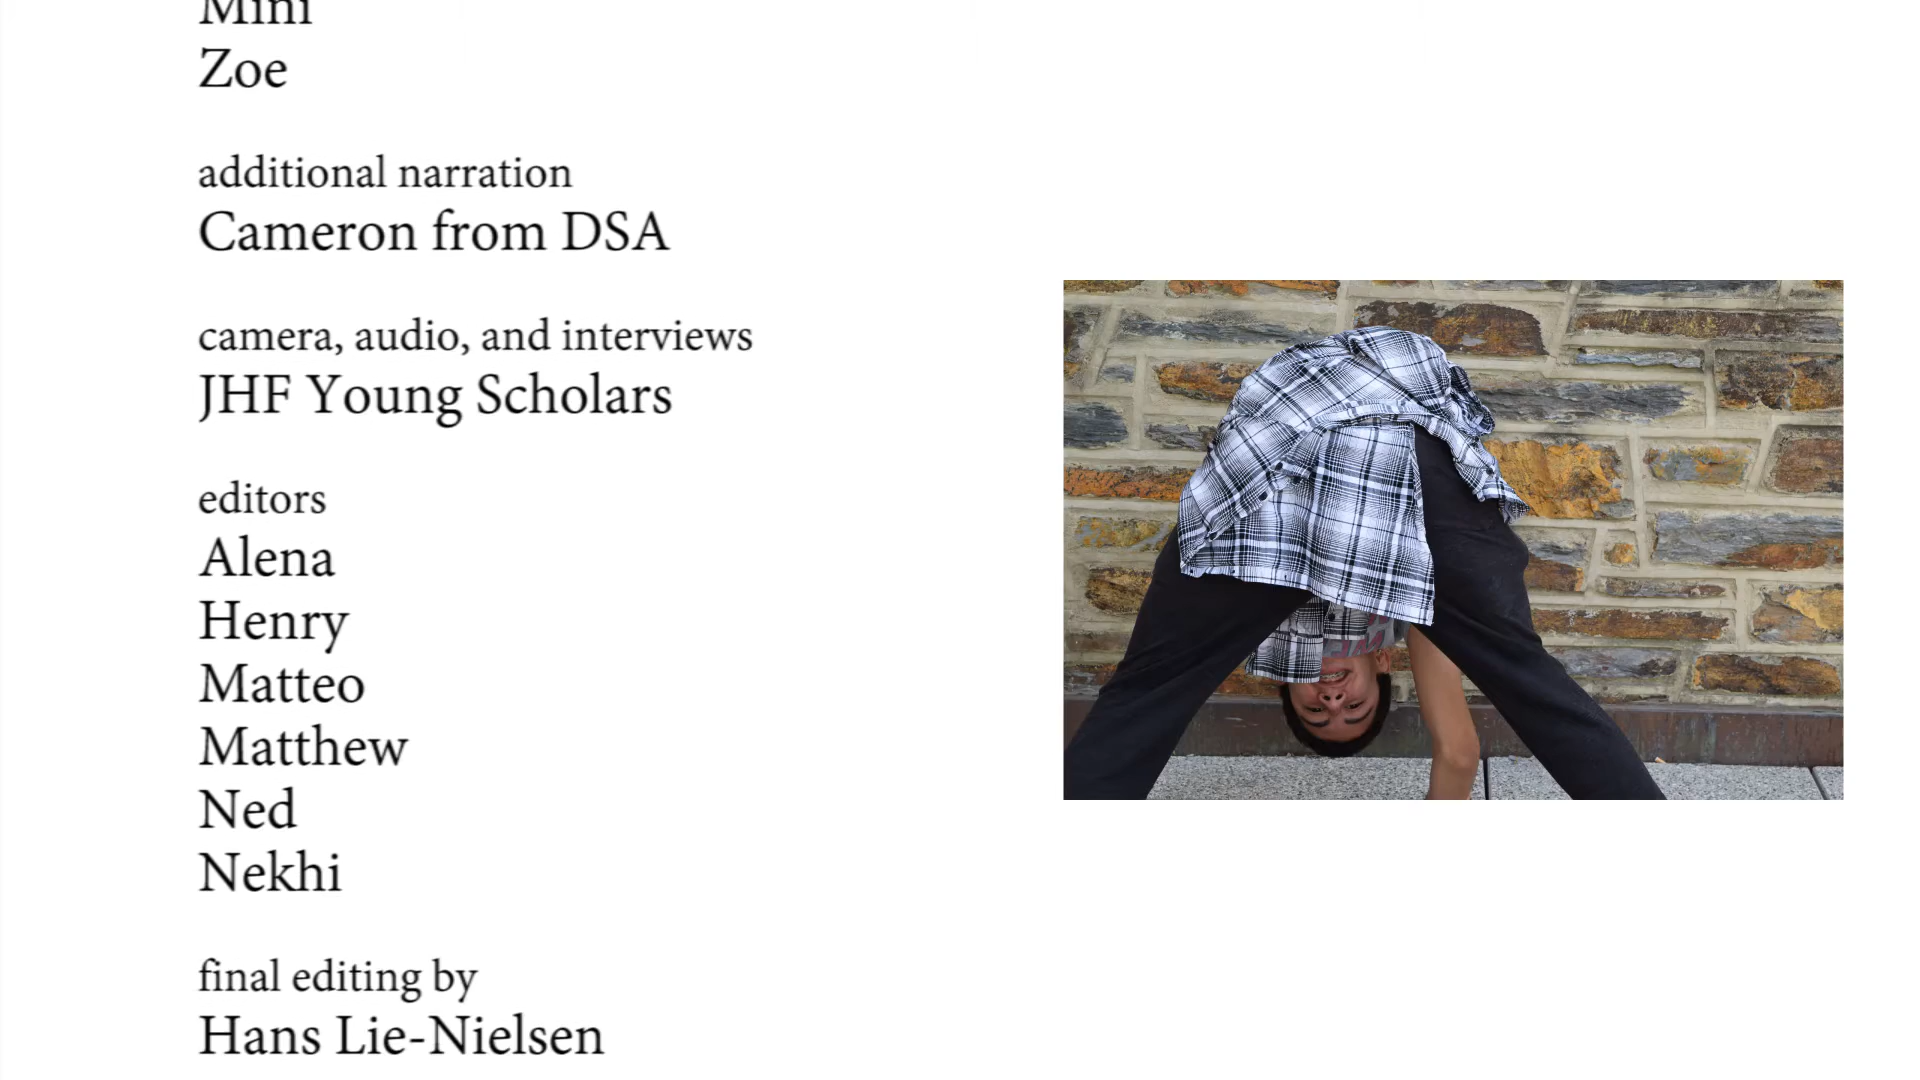 Mini
Zoe
additional narration
Cameron from DSA
camera, audio, and interviews
JHF Young Scholars
editors
Alena
Henry
Matteo
Matthew
Ned
Nekhi
final editing by
Hans Lie-Nielsen